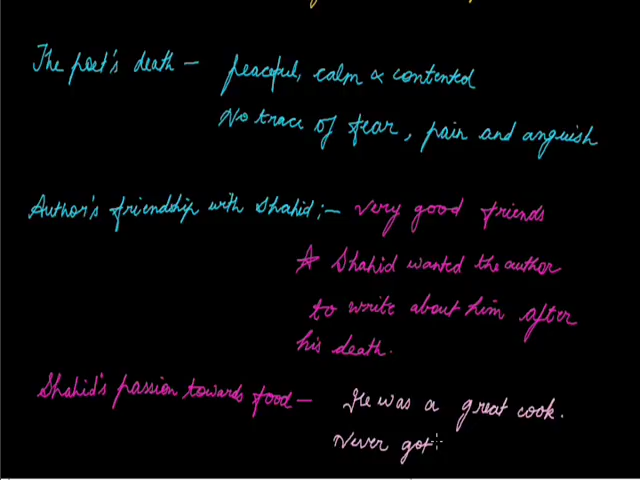 The poet's death — peaceful, calm & contented
No trace of fear, pain and anguish
Author's friendship with Shahid :— Very good friends
☆ Shahid wanted the author
to write about him after
his death.
Shahid's passion towards food — He was a great cook.
Never got